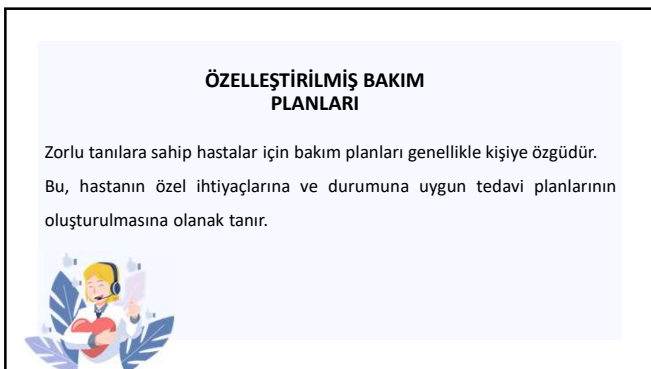 ÖZELLEŞTİRİLMİŞ BAKIM
PLANLARI
Zorlu tanılara sahip hastalar için bakım planları genellikle kişiye özgüdür.
Bu, hastanın özel ihtiyaçlarına ve durumuna uygun tedavi planlarının
oluşturulmasına olanak tanır.